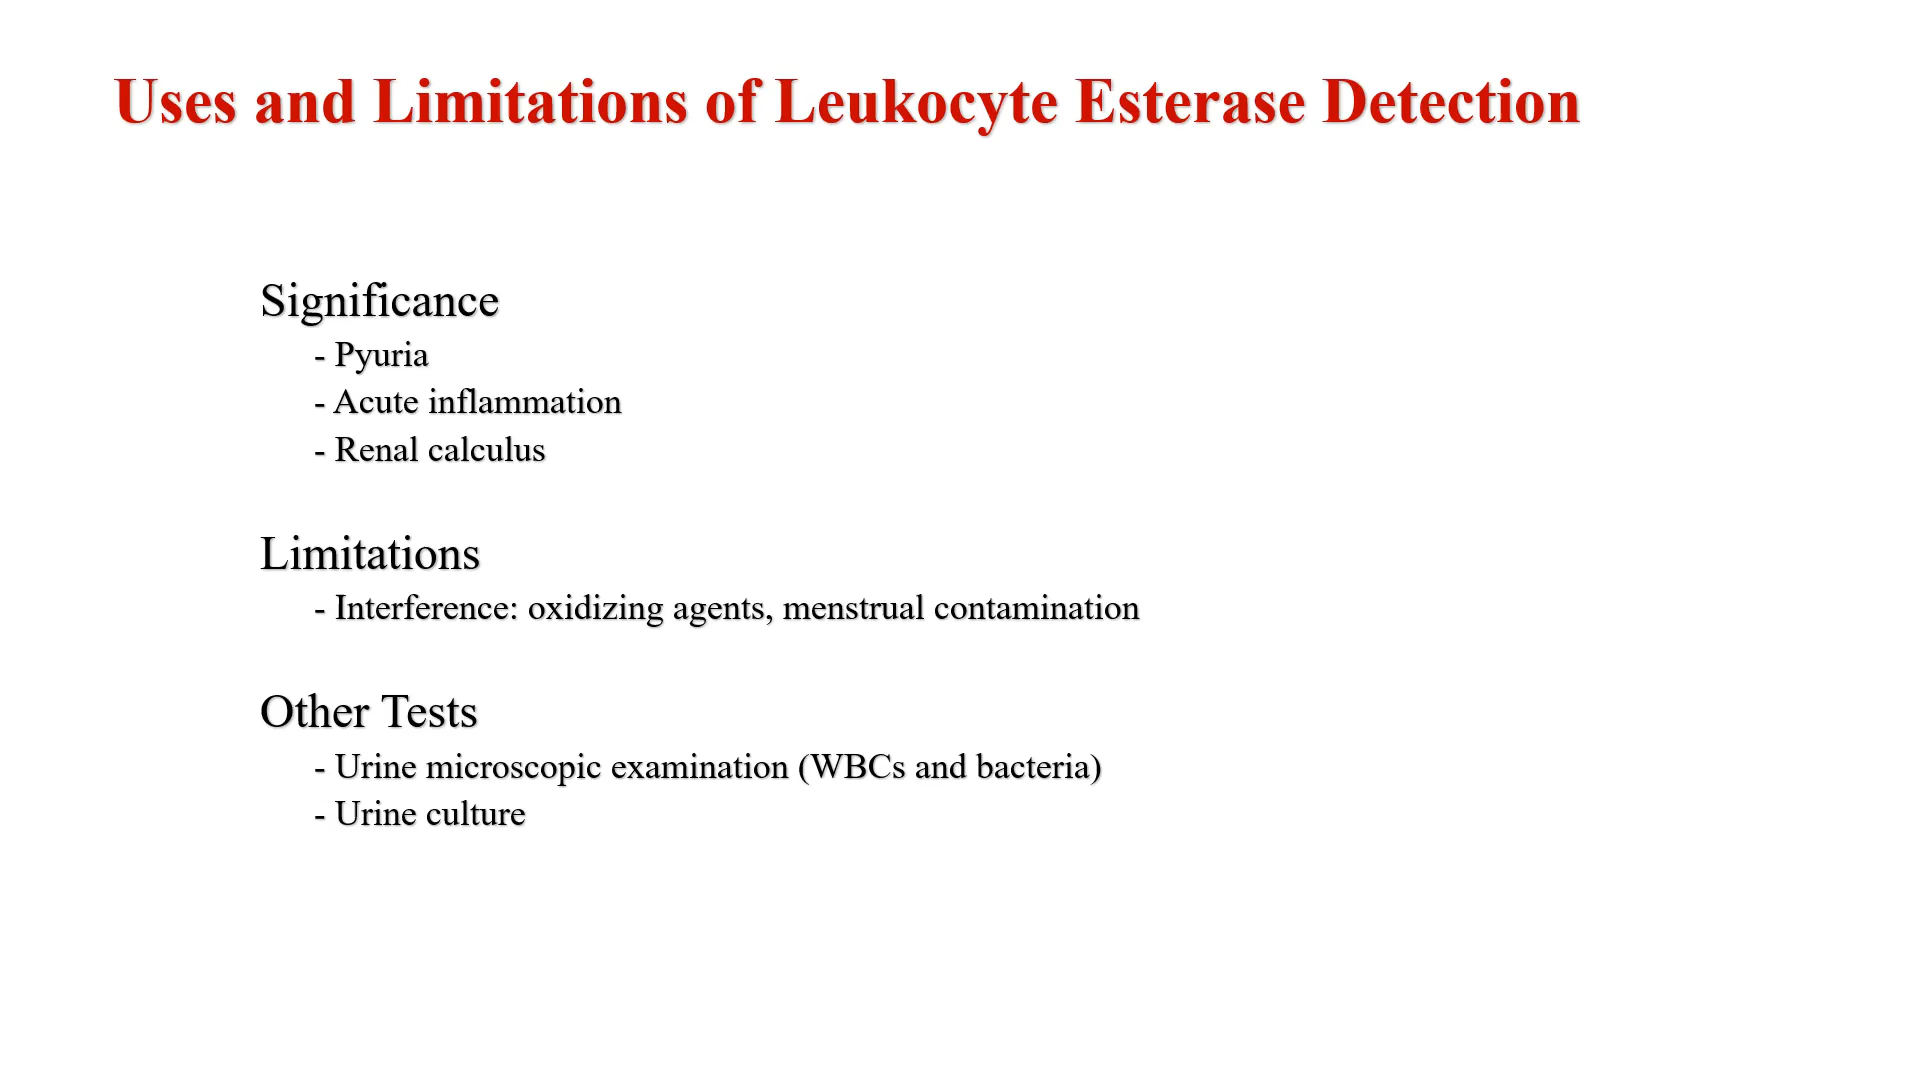 Uses and Limitations of Leukocyte Esterase Detection
Significance
- Pyuria
- Acute inflammation
- Renal calculus
Limitations
- Interference: oxidizing agents, menstrual contamination
Other Tests
- Urine microscopic examination (WBCs and bacteria)
- Urine culture